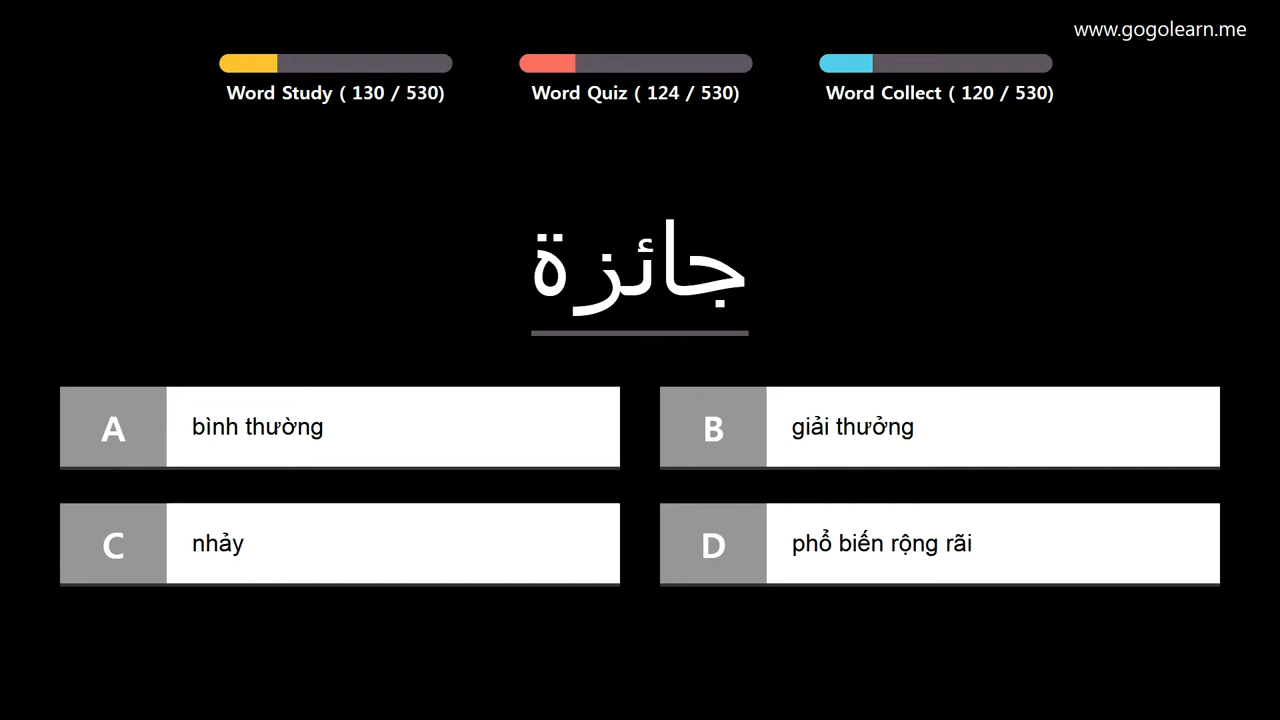 www.gogolearn.me
Word Study ( 130 / 530)
Word Quiz ( 124 / 530)
Word Collect ( 120 / 530)
جائزة
A
bình thường
B
giải thưởng
C
nhảy
D
phổ biến rộng rãi